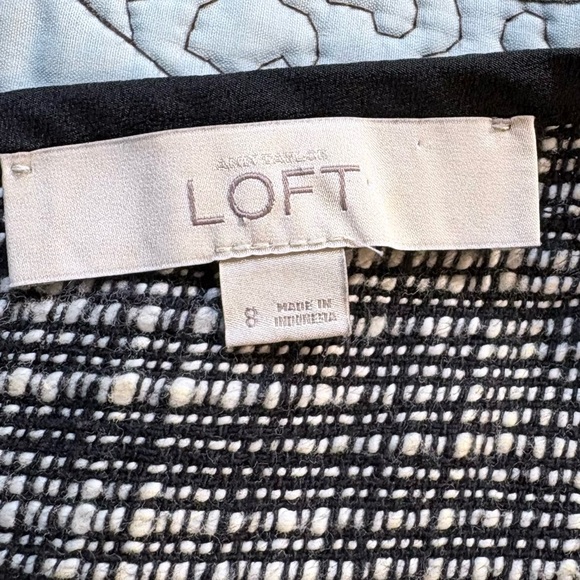 ANN TAYLOR
LOFT
8
MADE IN
INDONESIA